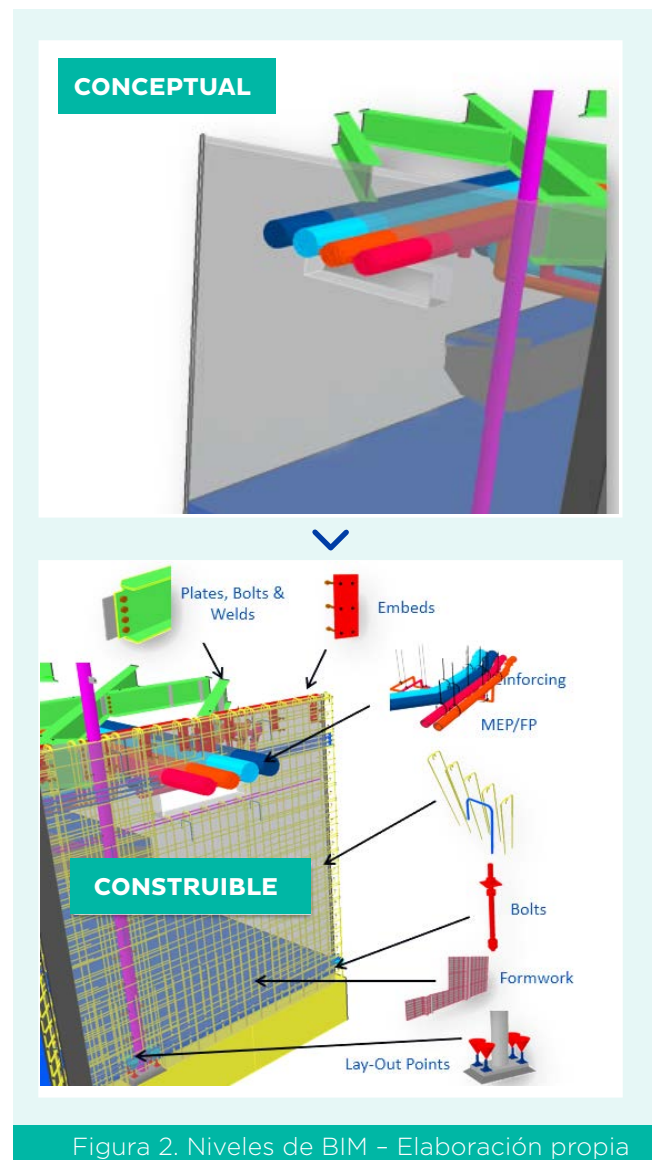 CONCEPTUAL
Plates, Bolts &
Welds
Embeds
inforcing
MEP/FP
CONSTRUIBLE
Bolts
Formwork
Lay-Out Points
Figura 2. Niveles de BIM – Elaboración propia